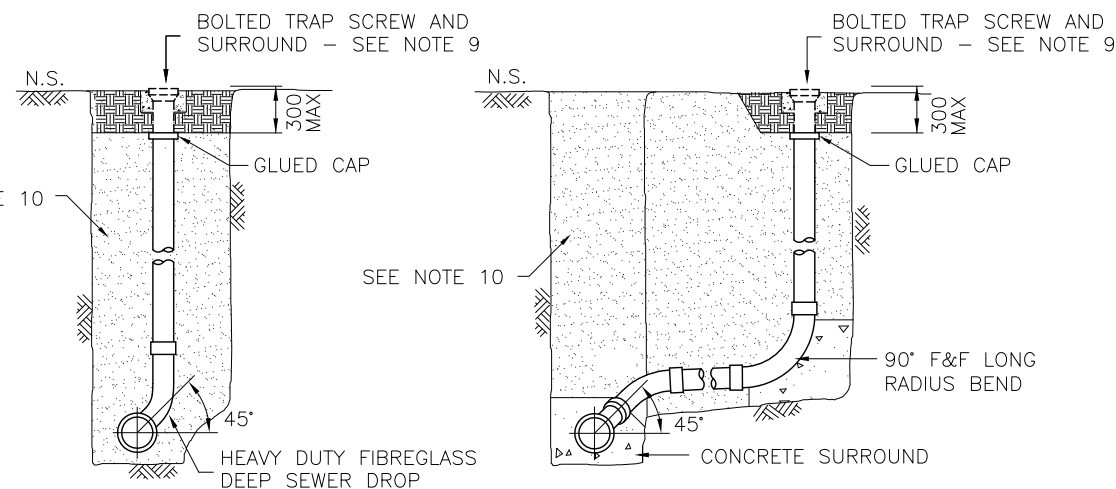 BOLTED TRAP SCREW AND
SURROUND – SEE NOTE 9
N.S.
300
MAX
GLUED CAP
10
45°
HEAVY DUTY FIBREGLASS
DEEP SEWER DROP
BOLTED TRAP SCREW AND
SURROUND – SEE NOTE 9
N.S.
300
MAX
GLUED CAP
SEE NOTE 10
90° F&F LONG
RADIUS BEND
45°
CONCRETE SURROUND